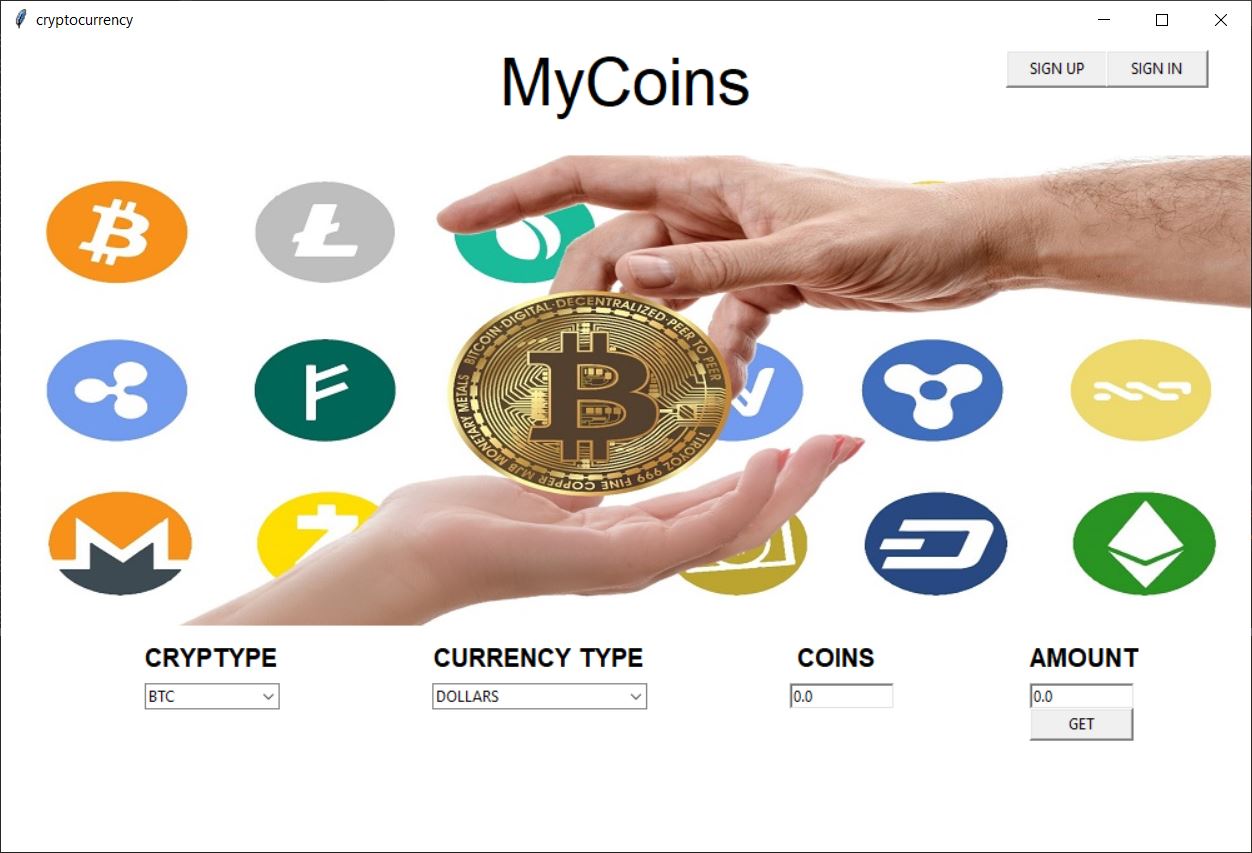 cryptocurrency
MyCoins
SIGN UP
SIGN IN
BITCOIN·DIGITAL·DECENTRALIZED·PEER TO PEER
MONETARY METALS
MJB
TTROYOZ 999 FINE COPPER
CRYPTYPE
CURRENCY TYPE
COINS
AMOUNT
BTC
DOLLARS
0.0
0.0
GET